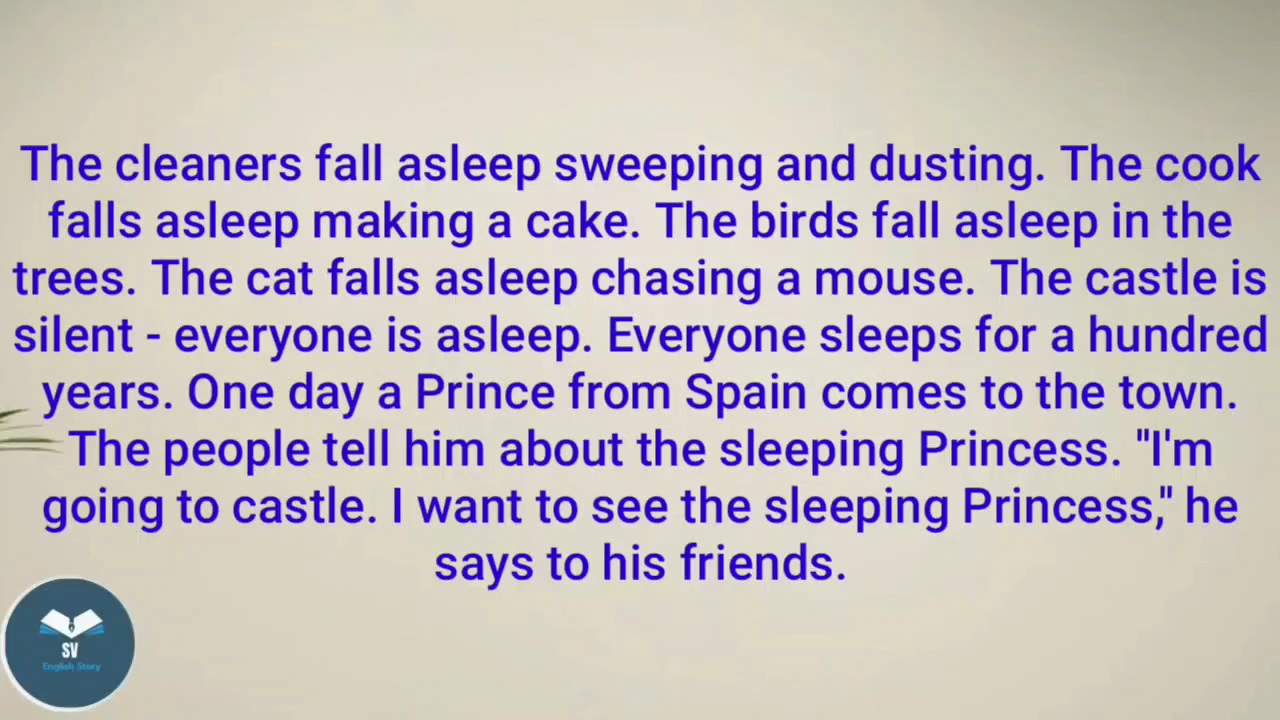 The cleaners fall asleep sweeping and dusting. The cook
falls asleep making a cake. The birds fall asleep in the
trees. The cat falls asleep chasing a mouse. The castle is
silent - everyone is asleep. Everyone sleeps for a hundred
years. One day a Prince from Spain comes to the town.
The people tell him about the sleeping Princess. "I'm
going to castle. I want to see the sleeping Princess," he
says to his friends.
SV
English Story